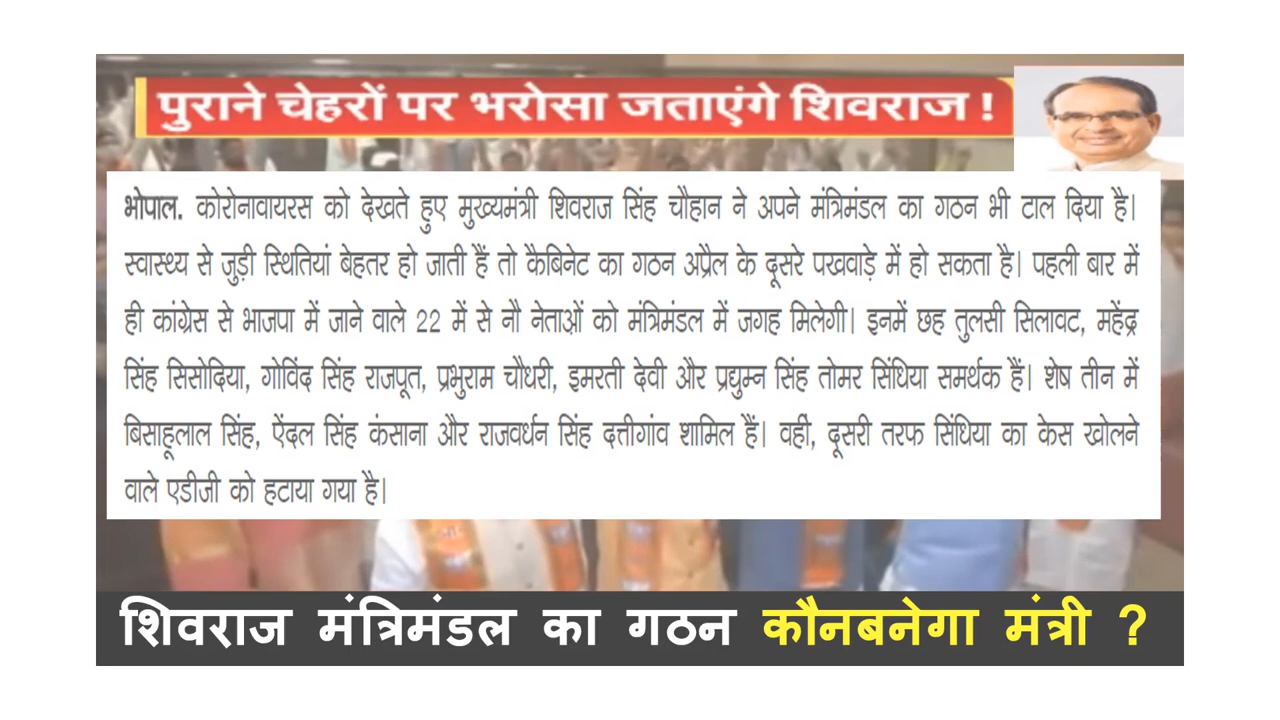 पुराने चेहरों पर भरोसा जताएंगे शिवराज !
भोपाल. कोरोनावायरस को देखते हुए मुख्यमंत्री शिवराज सिंह चौहान ने अपने मंत्रिमंडल का गठन भी टाल दिया है।
स्वास्थ्य से जुड़ी स्थितियां बेहतर हो जाती हैं तो कैबिनेट का गठन अप्रैल के दूसरे पखवाड़े में हो सकता है। पहली बार में
ही कांग्रेस से भाजपा में जाने वाले 22 में से नौ नेताओं को मंत्रिमंडल में जगह मिलेगी। इनमें छह तुलसी सिलावट, महेंद्र
सिंह सिसोदिया, गोविंद सिंह राजपूत, प्रभुराम चौधरी, इमरती देवी और प्रद्युम्न सिंह तोमर सिंधिया समर्थक हैं। शेष तीन में
बिसाहूलाल सिंह, ऐंदल सिंह कंसाना और राजवर्धन सिंह दत्तीगांव शामिल हैं। वहीं, दूसरी तरफ सिंधिया का केस खोलने
वाले एडीजी को हटाया गया है।
शिवराज मंत्रिमंडल का गठन कौनबनेगा मंत्री ?